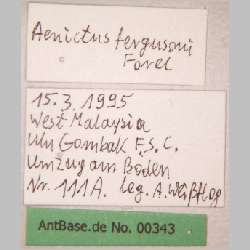 Aenictus fergusoni
Forel
15.3.1995
West Malaysia
Ulu Gombak F.S.C.
Umzug am Boden
Nr. 111A. leg. A. Weißflog
AntBase.de No. 00343